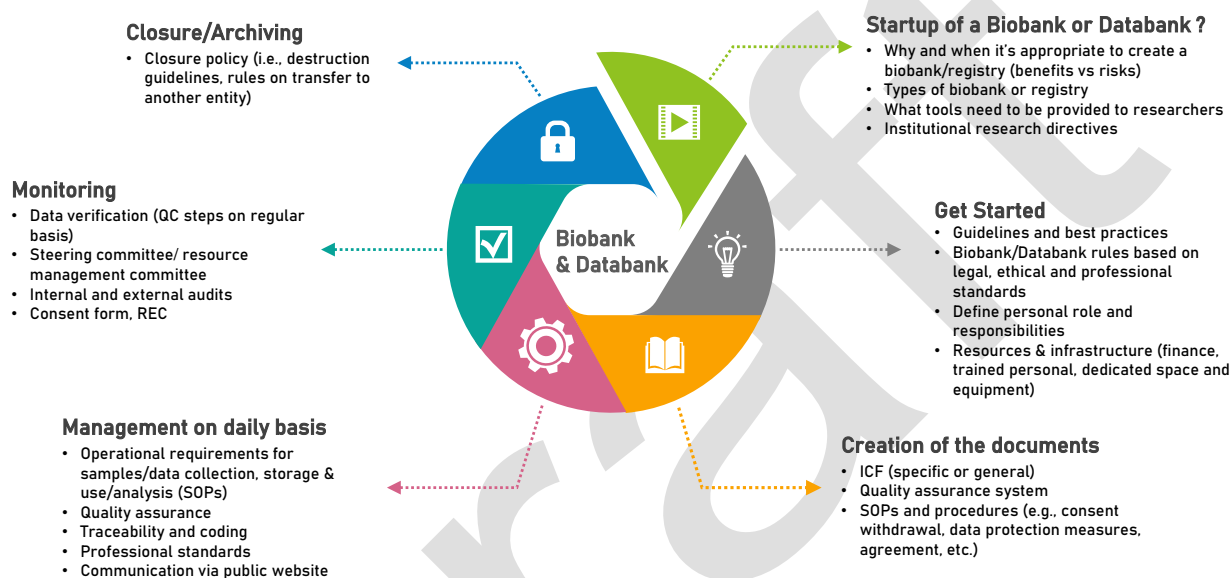 Closure/Archiving
• Closure policy (i.e., destruction
guidelines, rules on transfer to
another entity)
Startup of a Biobank or Databank ?
• Why and when it's appropriate to create a
biobank/registry (benefits vs risks)
• Types of biobank or registry
• What tools need to be provided to researchers
• Institutional research directives
Monitoring
• Data verification (QC steps on regular
basis)
• Steering committee/ resource
management committee
• Internal and external audits
• Consent form, REC
Biobank
& Databank
Get Started
• Guidelines and best practices
• Biobank/Databank rules based on
legal, ethical and professional
standards
• Define personal role and
responsibilities
• Resources & infrastructure (finance,
trained personal, dedicated space and
equipment)
Management on daily basis
• Operational requirements for
samples/data collection, storage &
use/analysis (SOPs)
• Quality assurance
• Traceability and coding
• Professional standards
• Communication via public website
Creation of the documents
• ICF (specific or general)
• Quality assurance system
• SOPs and procedures (e.g., consent
withdrawal, data protection measures,
agreement, etc.)